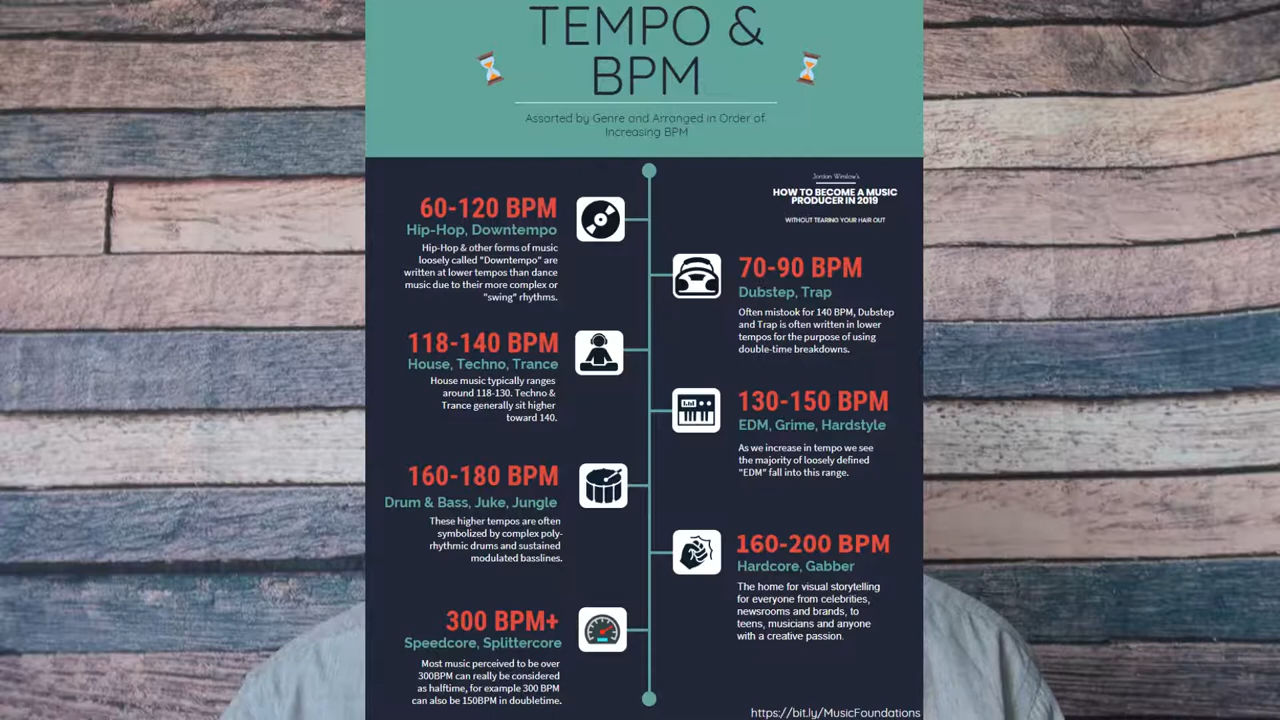 TEMPO &
BPM
Assorted by Genre and Arranged in Order of
Increasing BPM
Jordan Winslow's
HOW TO BECOME A MUSIC
PRODUCER IN 2019
WITHOUT TEARING YOUR HAIR OUT
60-120 BPM
Hip-Hop, Downtempo
Hip-Hop & other forms of music
loosely called "Downtempo" are
written at lower tempos than dance
music due to their more complex or
"swing" rhythms.
70-90 BPM
Dubstep, Trap
Often mistook for 140 BPM, Dubstep
and Trap is often written in lower
tempos for the purpose of using
double-time breakdowns.
118-140 BPM
House, Techno, Trance
House music typically ranges
around 118-130. Techno &
Trance generally sit higher
toward 140.
130-150 BPM
EDM, Grime, Hardstyle
As we increase in tempo we see
the majority of loosely defined
"EDM" fall into this range.
160-180 BPM
Drum & Bass, Juke, Jungle
These higher tempos are often
symbolized by complex poly-
rhythmic drums and sustained
modulated basslines.
160-200 BPM
Hardcore, Gabber
The home for visual storytelling
for everyone from celebrities,
newsrooms and brands, to
teens, musicians and anyone
with a creative passion.
300 BPM+
Speedcore, Splittercore
Most music perceived to be over
300BPM can really be considered
as halftime, for example 300 BPM
can also be 150BPM in doubletime.
https://bit.ly/MusicFoundations